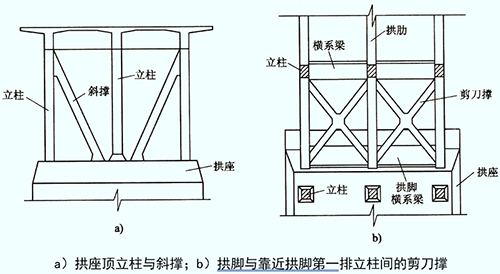 立柱
斜撑
立柱
拱座
a)
拱肋
横系梁
立柱
剪刀撑
拱座
立柱
拱脚
横系梁
b)
a）拱座顶立柱与斜撑；b）拱脚与靠近拱脚第一排立柱间的剪刀撑